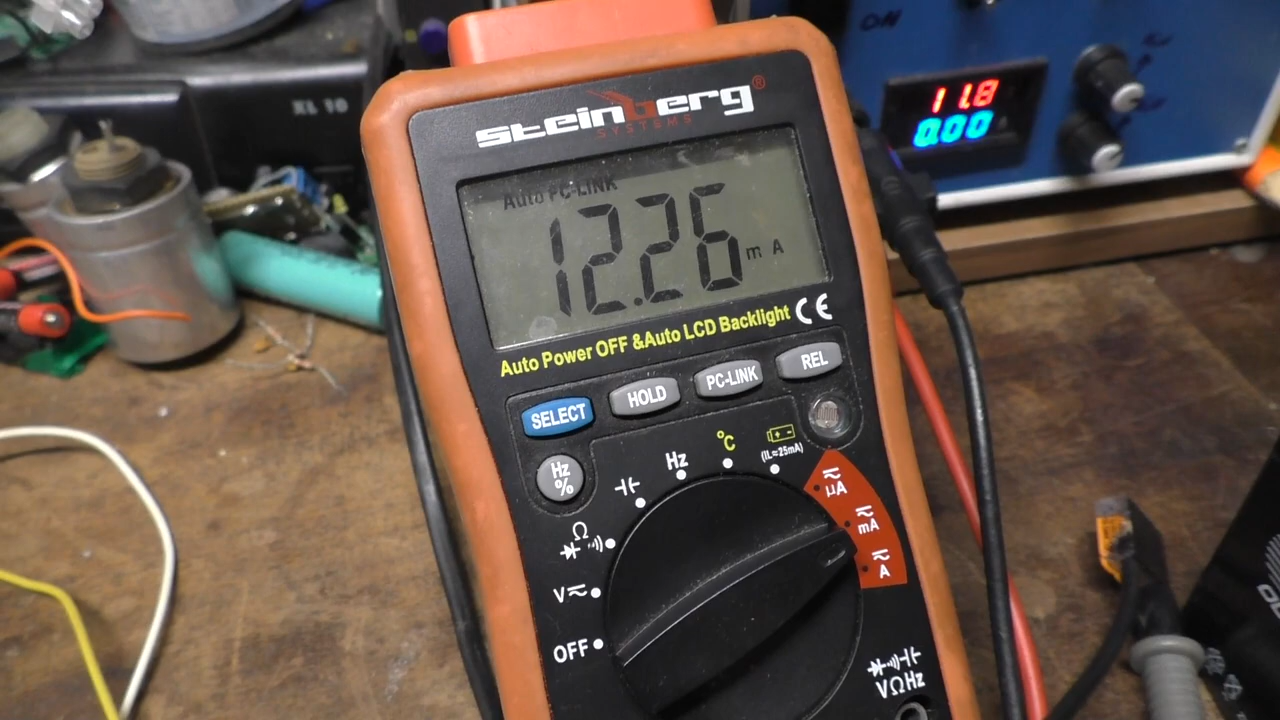 XL 10
ON
11.8
0.00
steinberg®
SYSTEMS
Auto PC-LINK
12.26 mA
Auto Power OFF &Auto LCD Backlight CE
SELECT HOLD PC-LINK REL
Hz
%
Hz °C
(IL≈25mA)
µA
mA
A
Ω
V
OFF
VΩHz